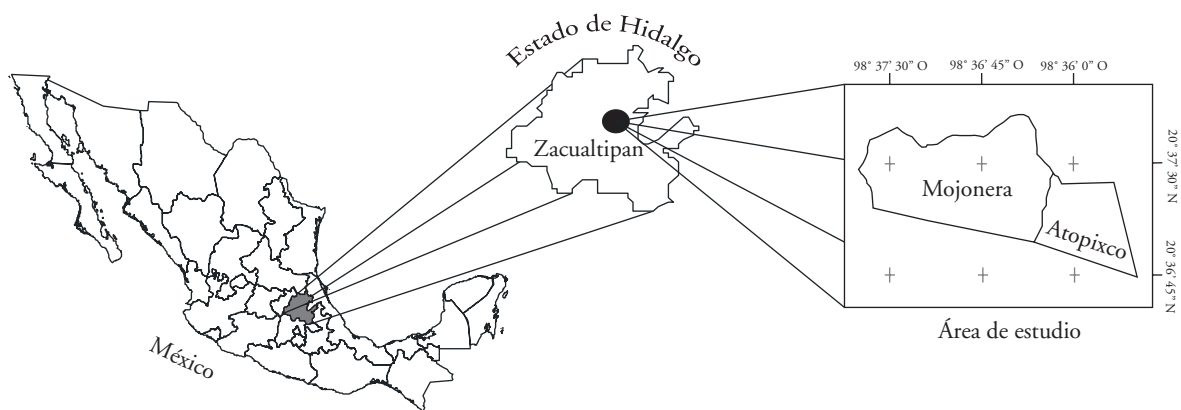 Estado de Hidalgo
98° 37' 30" O 98° 36' 45" O 98° 36' 0" O
Zacualtipan
Mojonera
Atopixco
20° 37' 30" N
20° 36' 45" N
México
Área de estudio